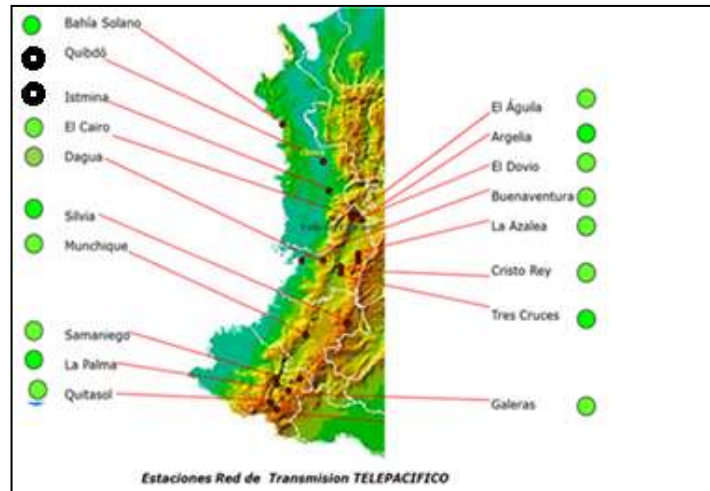 Bahía Solano
Quibdó
Istmina
El Cairo
Dagua
Silvia
Munchique
Samaniego
La Palma
Quitasol
El Águila
Argelia
El Dovio
Buenaventura
La Azalea
Cristo Rey
Tres Cruces
Galeras
Estaciones Red de Transmision TELEPACIFICO